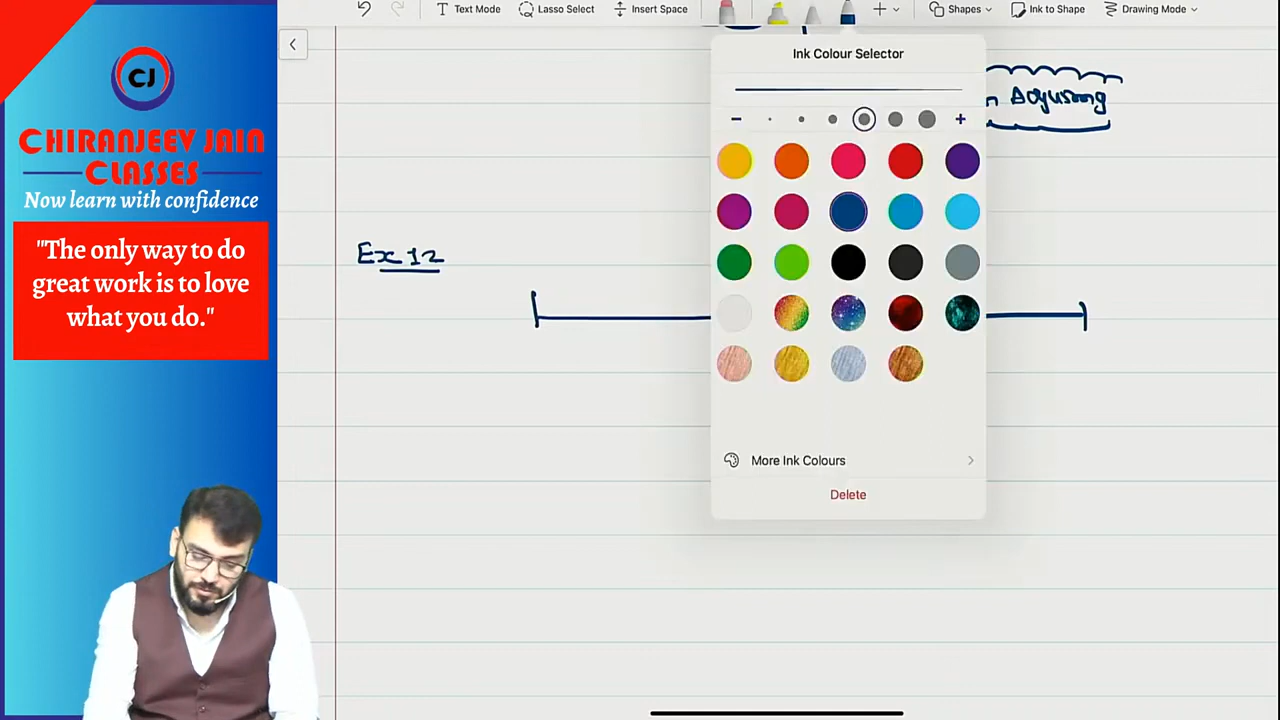 Text Mode
Lasso Select
Insert Space
Shapes
Ink to Shape
Drawing Mode
CJ
CHIRANJEEV JAIN
CLASSES
Now learn with confidence
"The only way to do
great work is to love
what you do."
Ink Colour Selector
Ex 12
More Ink Colours
Delete